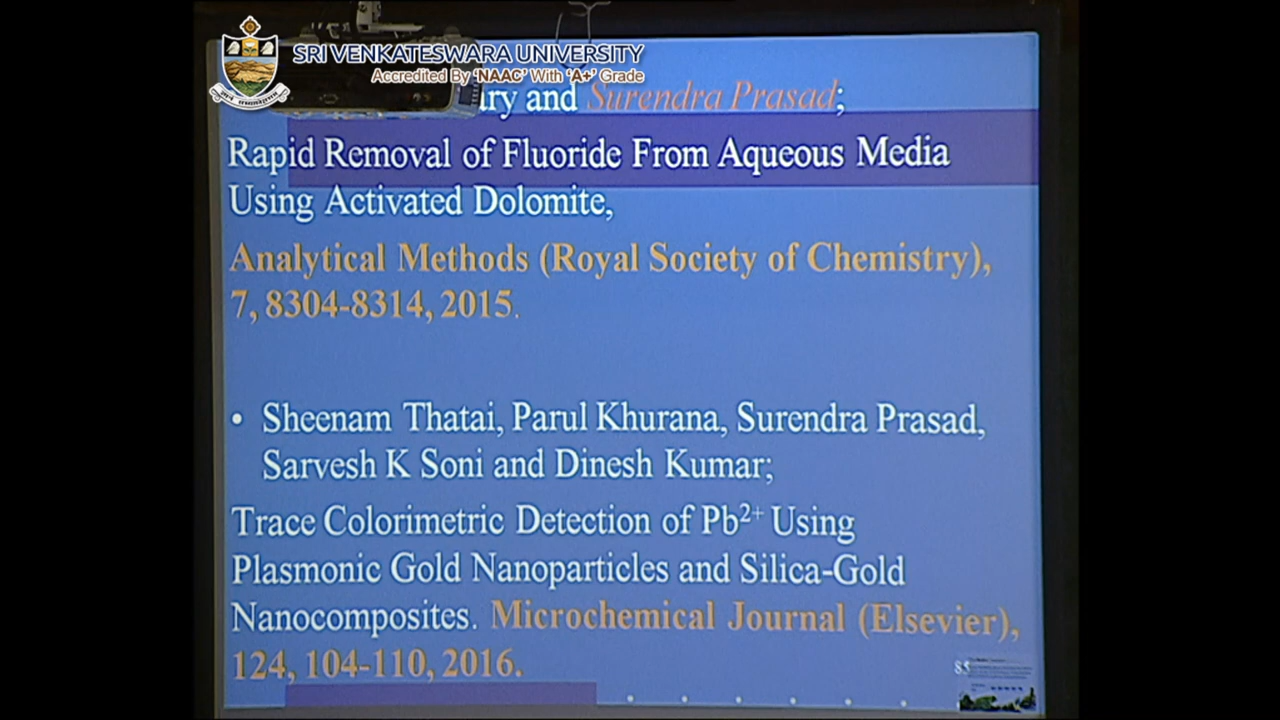 SRI VENKATESWARA UNIVERSITY
Accredited By 'NAAC' With 'A+' Grade
and Surendra Prasad;
Rapid Removal of Fluoride From Aqueous Media
Using Activated Dolomite,
Analytical Methods (Royal Society of Chemistry),
7, 8304-8314, 2015.
• Sheenam Thatai, Parul Khurana, Surendra Prasad,
Sarvesh K Soni and Dinesh Kumar;
Trace Colorimetric Detection of Pb²⁺ Using
Plasmonic Gold Nanoparticles and Silica-Gold
Nanocomposites. Microchemical Journal (Elsevier),
124, 104-110, 2016.
85